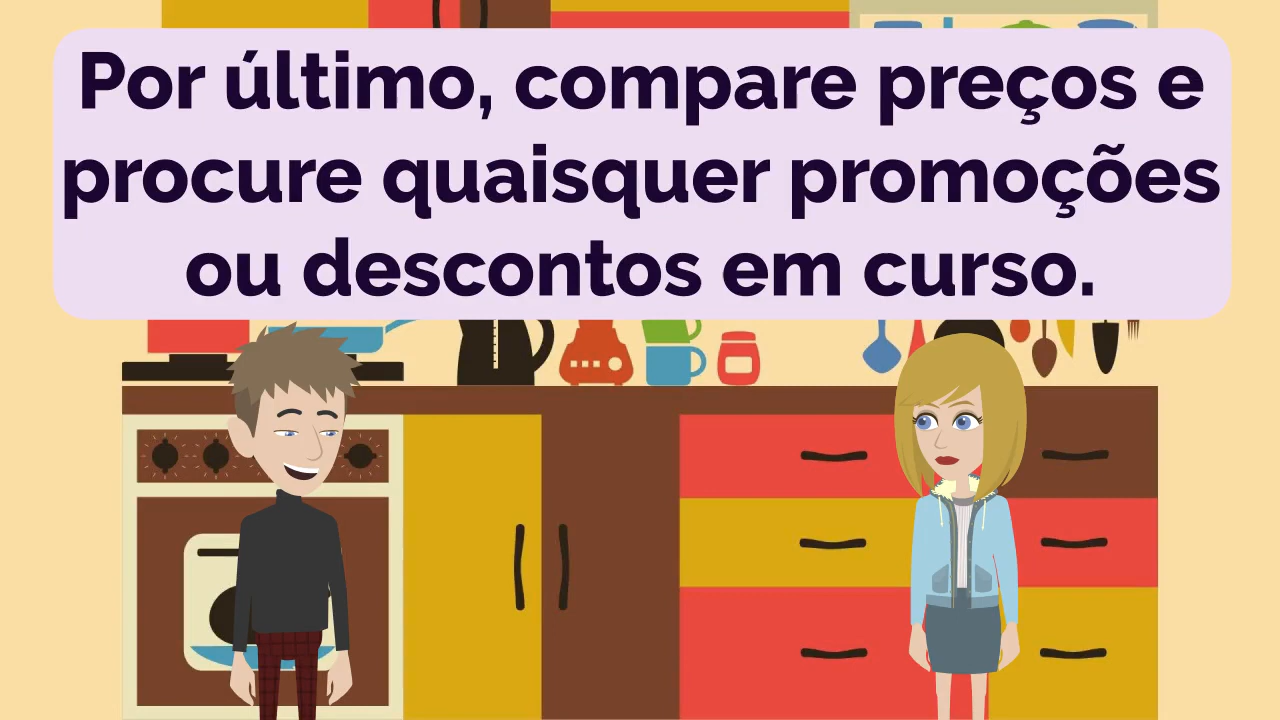 Por último, compare preços e
procure quaisquer promoções
ou descontos em curso.